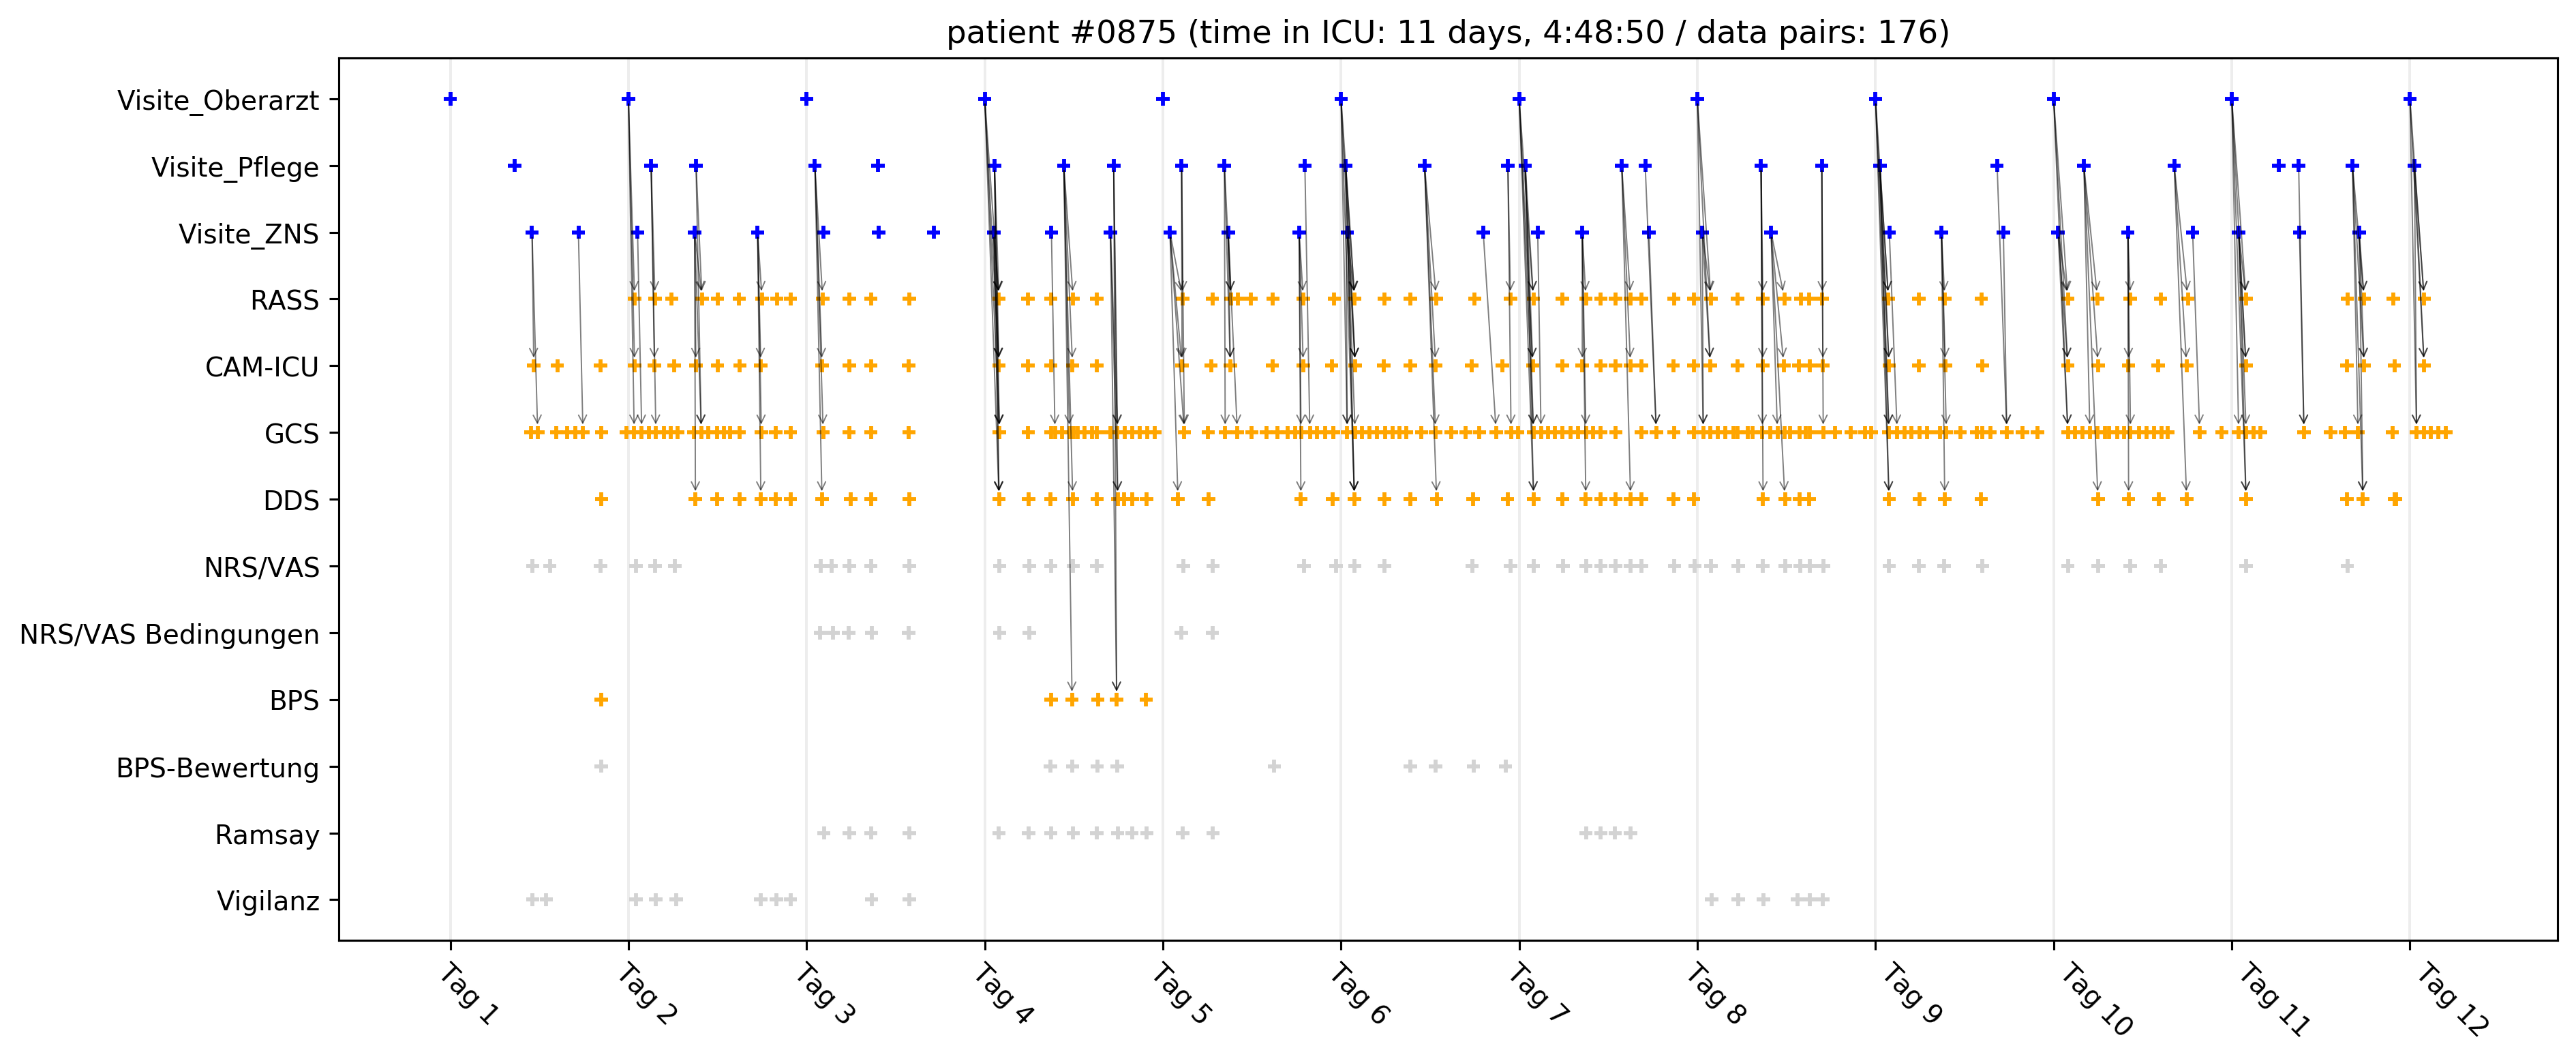 patient #0875 (time in ICU: 11 days, 4:48:50 / data pairs: 176)
Visite_Oberarzt
Visite_Pflege
Visite_ZNS
RASS
CAM-ICU
GCS
DDS
NRS/VAS
NRS/VAS Bedingungen
BPS
BPS-Bewertung
Ramsay
Vigilanz
Tag 1
Tag 2
Tag 3
Tag 4
Tag 5
Tag 6
Tag 7
Tag 8
Tag 9
Tag 10
Tag 11
Tag 12